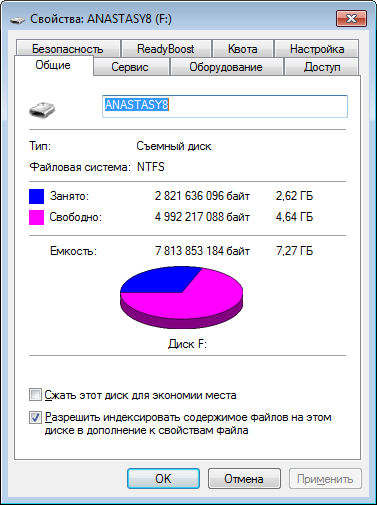 Свойства: ANASTASY8 (F:)
Безопасность ReadyBoost Квота Настройка
Общие Сервис Оборудование Доступ
ANASTASY8
Тип: Съемный диск
Файловая система: NTFS
Занято: 2 821 636 096 байт 2,62 ГБ
Свободно: 4 992 217 088 байт 4,64 ГБ
Емкость: 7 813 853 184 байт 7,27 ГБ
Диск F:
Сжать этот диск для экономии места
Разрешить индексировать содержимое файлов на этом
диске в дополнение к свойствам файла
OK Отмена Применить